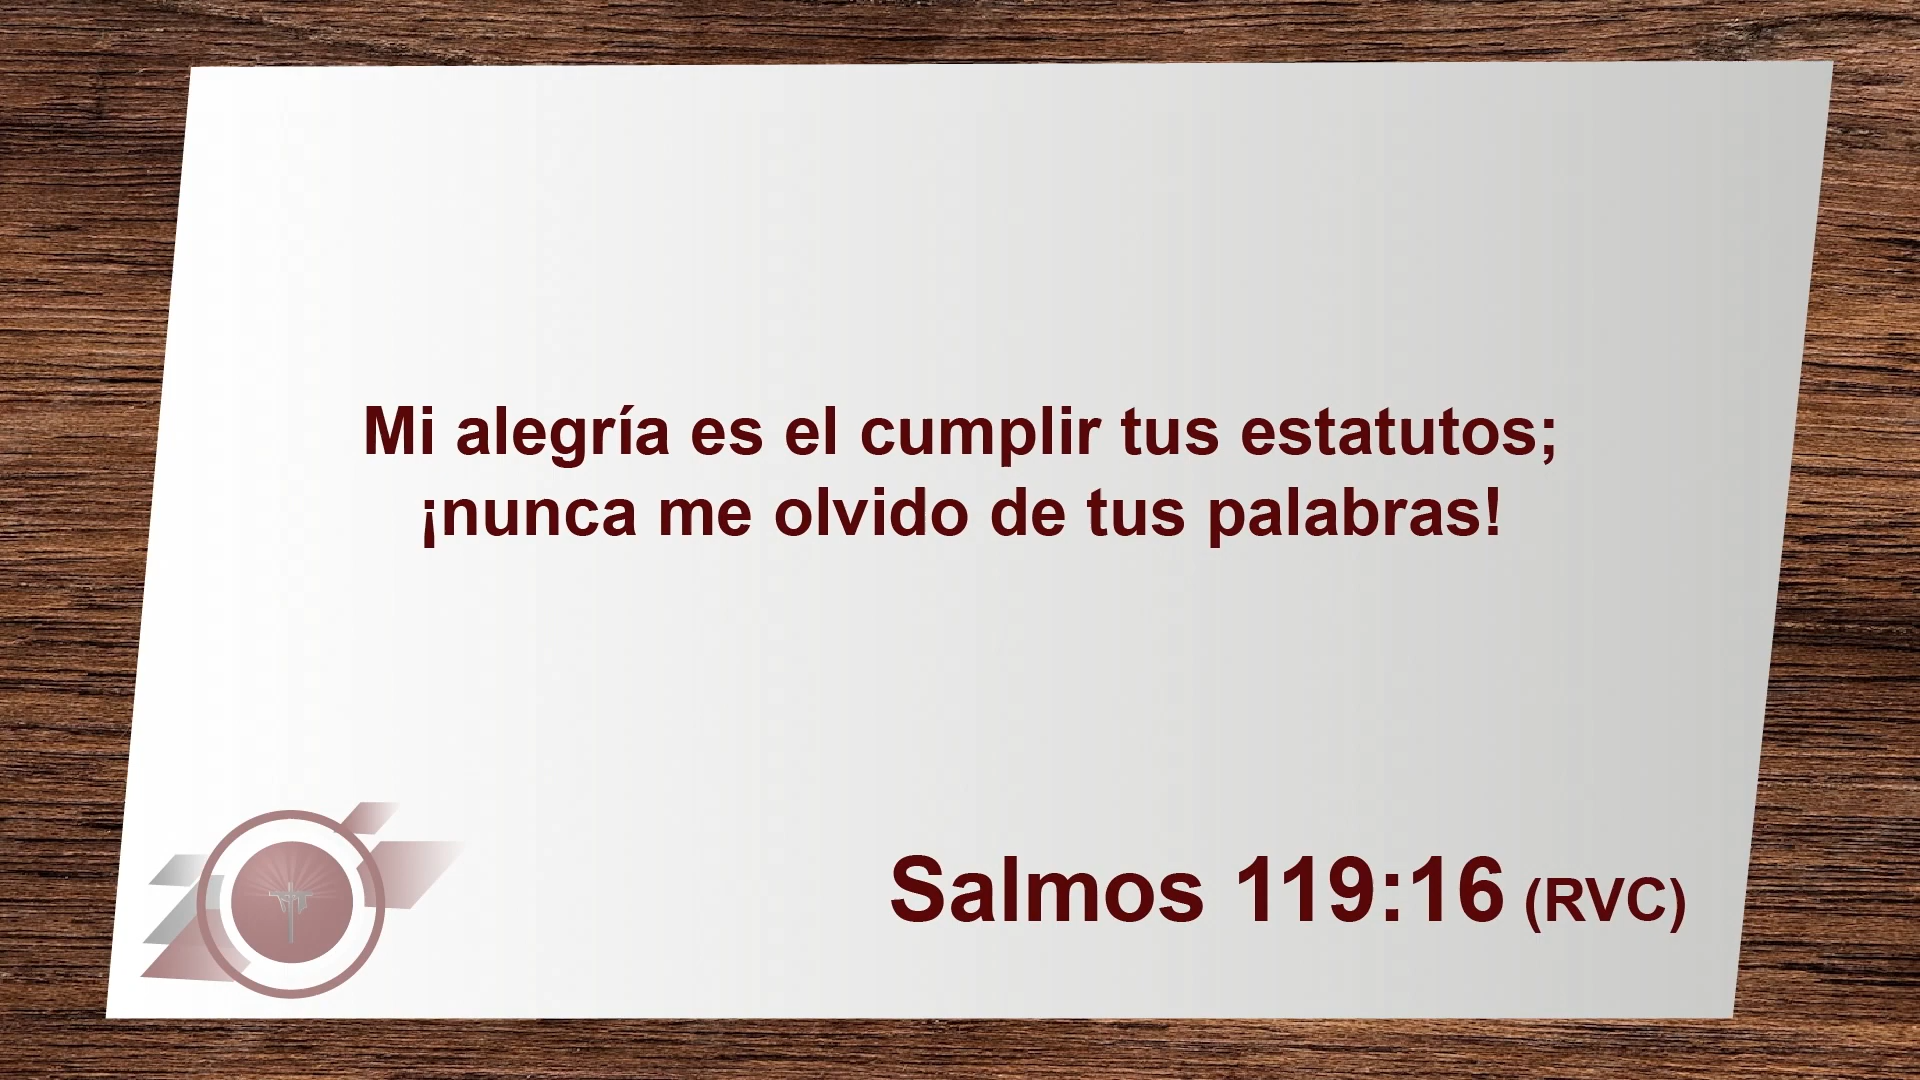 Mi alegría es el cumplir tus estatutos;
¡nunca me olvido de tus palabras!
Salmos 119:16 (RVC)